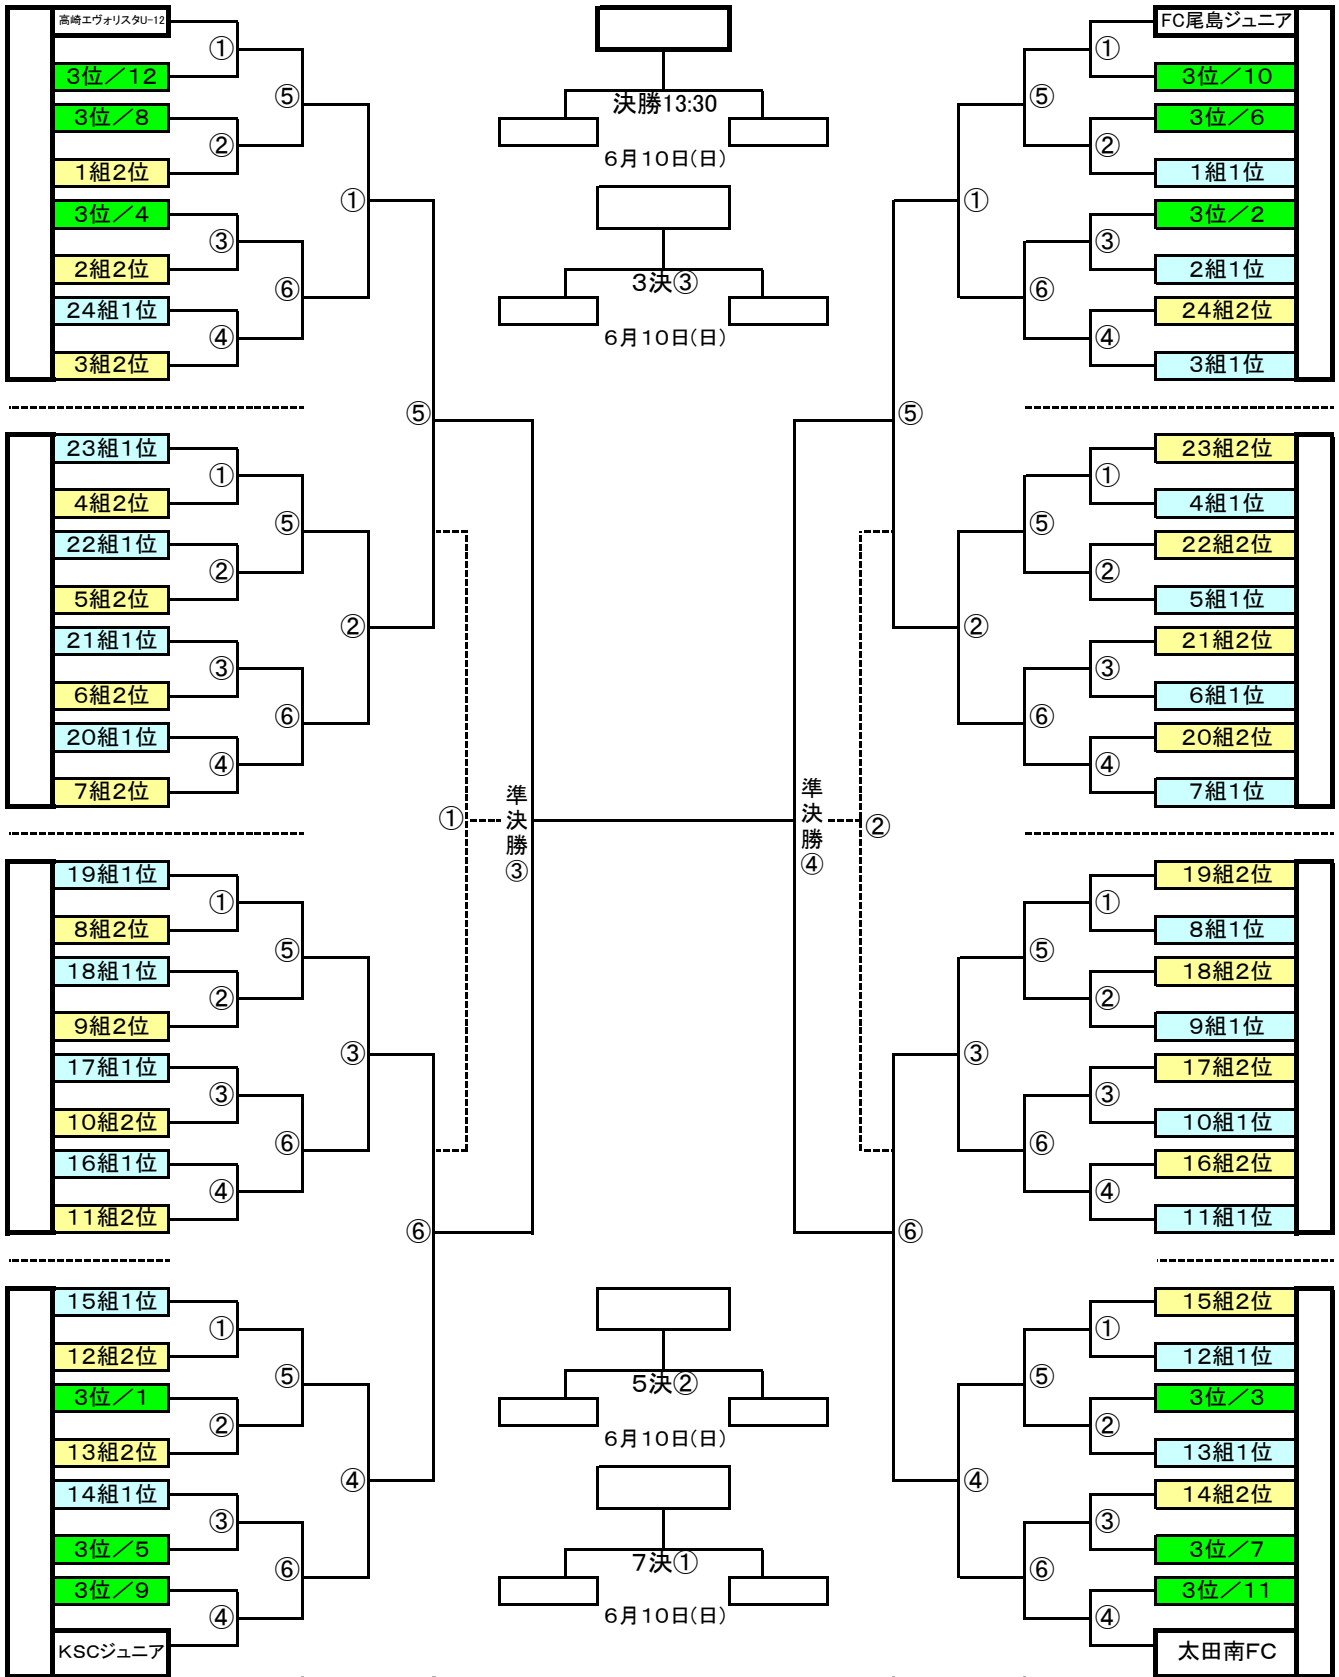 高崎エヴォリスタU-12
①
3位／12
⑤
3位／8
②
1組2位
①
3位／4
③
2組2位
⑥
24組1位
④
3組2位
⑤
23組1位
①
4組2位
⑤
22組1位
②
5組2位
②
21組1位
③
6組2位
⑥
20組1位
④
7組2位
①
準決勝③
19組1位
①
8組2位
⑤
18組1位
②
9組2位
③
17組1位
③
10組2位
⑥
16組1位
④
11組2位
⑥
15組1位
①
12組2位
⑤
3位／1
②
13組2位
④
14組1位
③
3位／5
⑥
3位／9
④
KSCジュニア
決勝13:30
6月10日(日)
3決③
6月10日(日)
5決②
6月10日(日)
7決①
6月10日(日)
FC尾島ジュニア
①
3位／10
⑤
3位／6
②
1組1位
①
3位／2
③
2組1位
⑥
24組2位
④
3組1位
⑤
23組2位
①
4組1位
⑤
22組2位
②
5組1位
②
21組2位
③
6組1位
⑥
20組2位
④
7組1位
準決勝④
②
19組2位
①
8組1位
⑤
18組2位
②
9組1位
③
17組2位
③
10組1位
⑥
16組2位
④
11組1位
⑥
15組2位
①
12組1位
⑤
3位／3
②
13組1位
④
14組2位
③
3位／7
⑥
3位／11
④
太田南FC